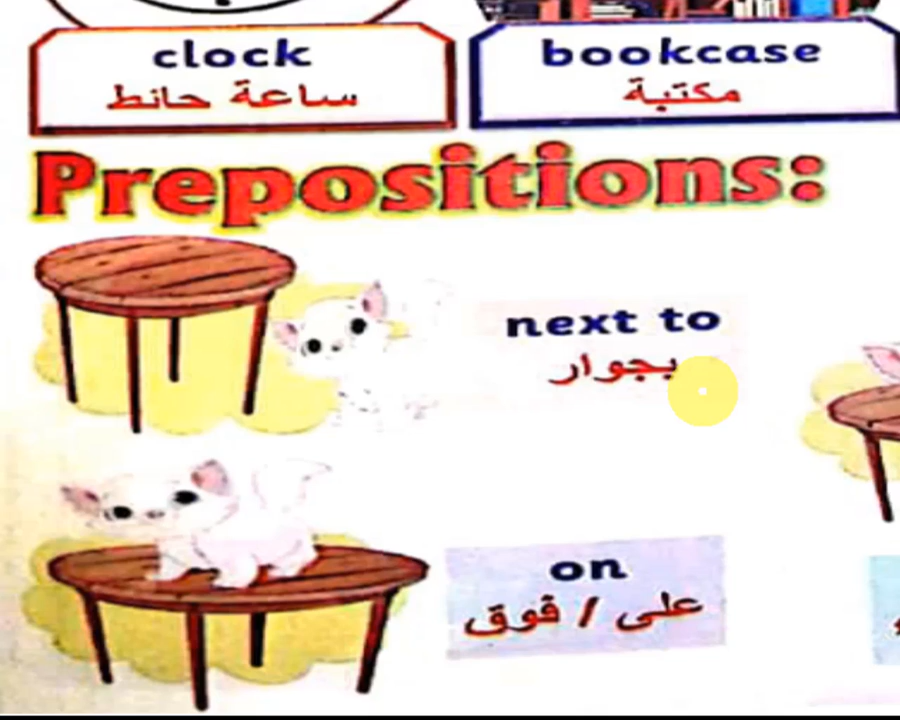 clock
ساعة حائط
bookcase
مكتبة
Prepositions:
next to
بجوار
on
على / فوق